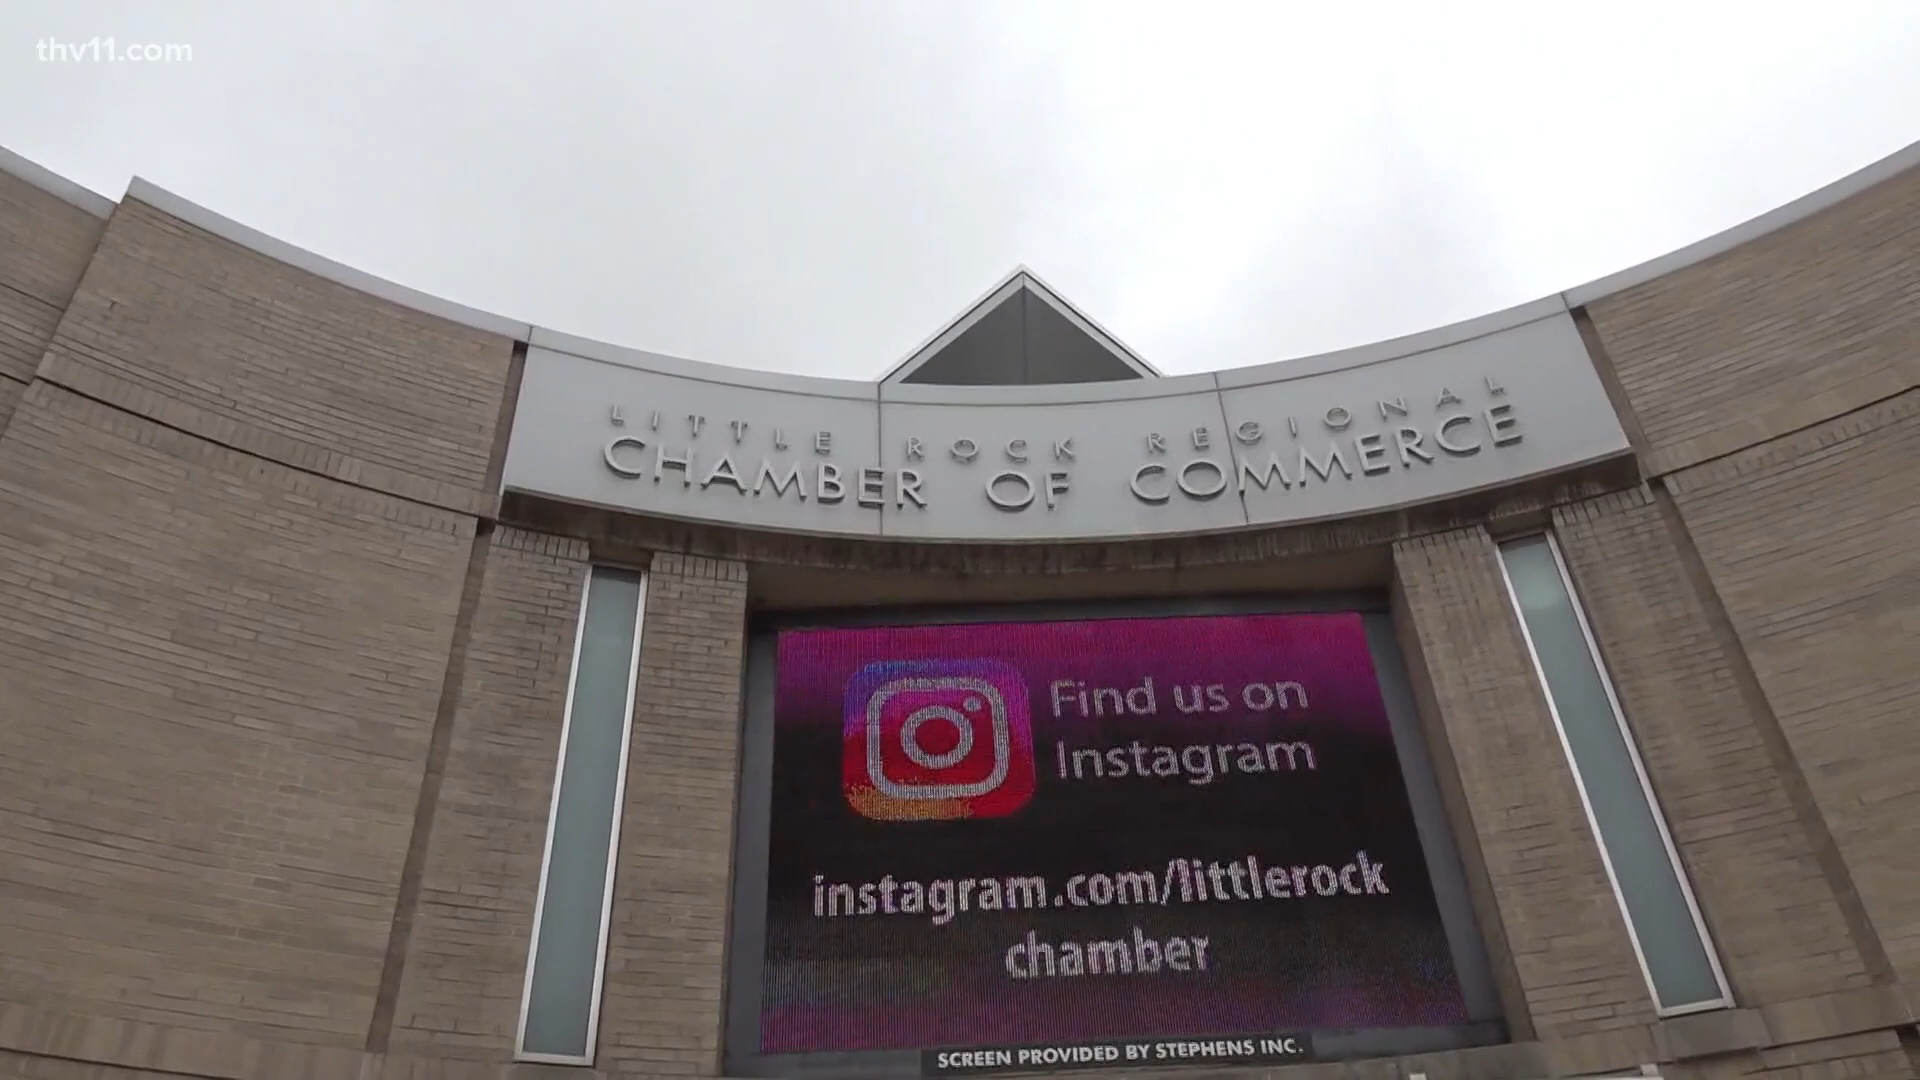 thv11.com
LITTLE ROCK REGIONAL
CHAMBER OF COMMERCE
Find us on
Instagram
instagram.com/littlerock
chamber
SCREEN PROVIDED BY STEPHENS INC.